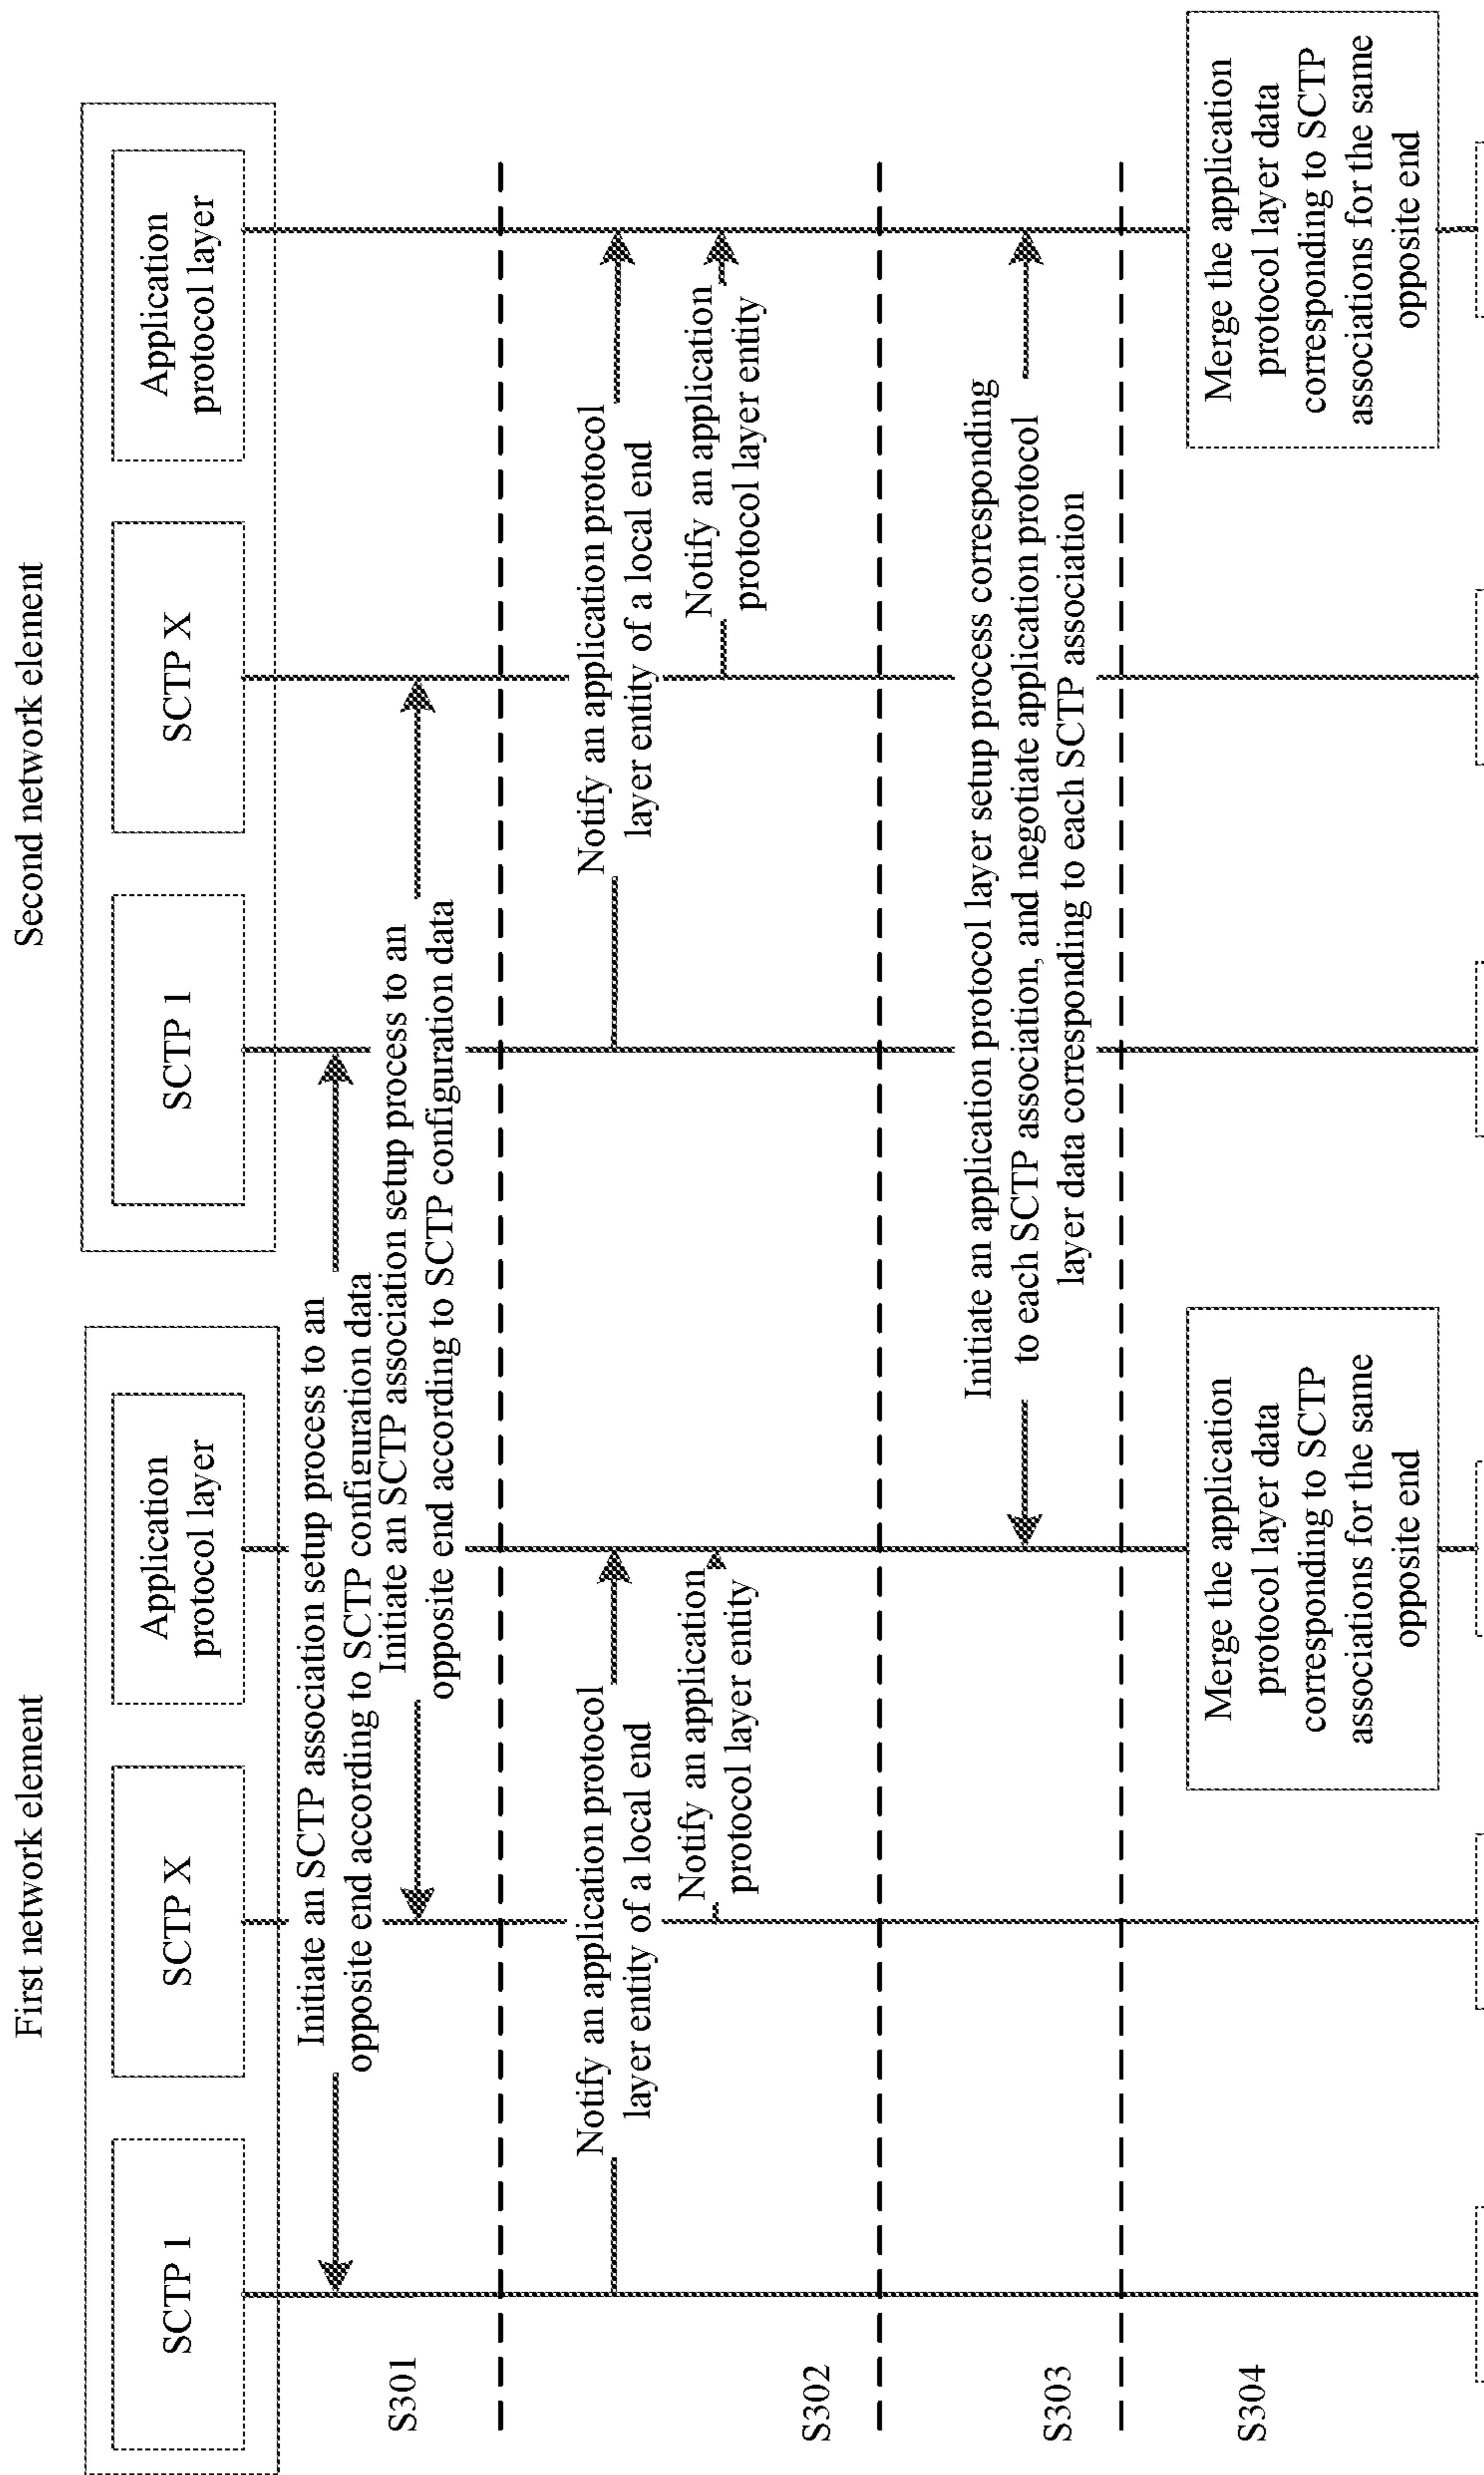 First network element
Second network element
SCTP 1
SCTP X
Application
protocol layer
SCTP 1
SCTP X
Application
protocol layer
S301
Initiate an SCTP association setup process to an
opposite end according to SCTP configuration data
Initiate an SCTP association setup process to an
opposite end according to SCTP configuration data
S302
Notify an application protocol
layer entity of a local end
Notify an application
protocol layer entity
Notify an application protocol
layer entity of a local end
Notify an application
protocol layer entity
S303
Initiate an application protocol layer setup process corresponding
to each SCTP association, and negotiate application protocol
layer data corresponding to each SCTP association
S304
Merge the application
protocol layer data
corresponding to SCTP
associations for the same
opposite end
Merge the application
protocol layer data
corresponding to SCTP
associations for the same
opposite end